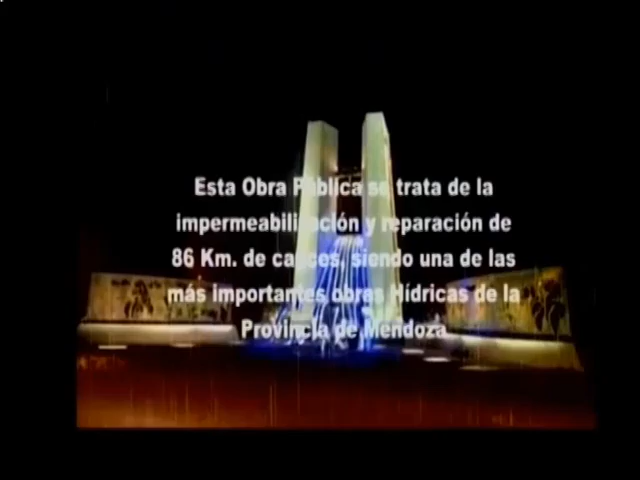 Esta Obra Pública se trata de la
impermeabilización y reparación de
86 Km. de cauces, siendo una de las
más importantes obras Hídricas de la
Provincia de Mendoza